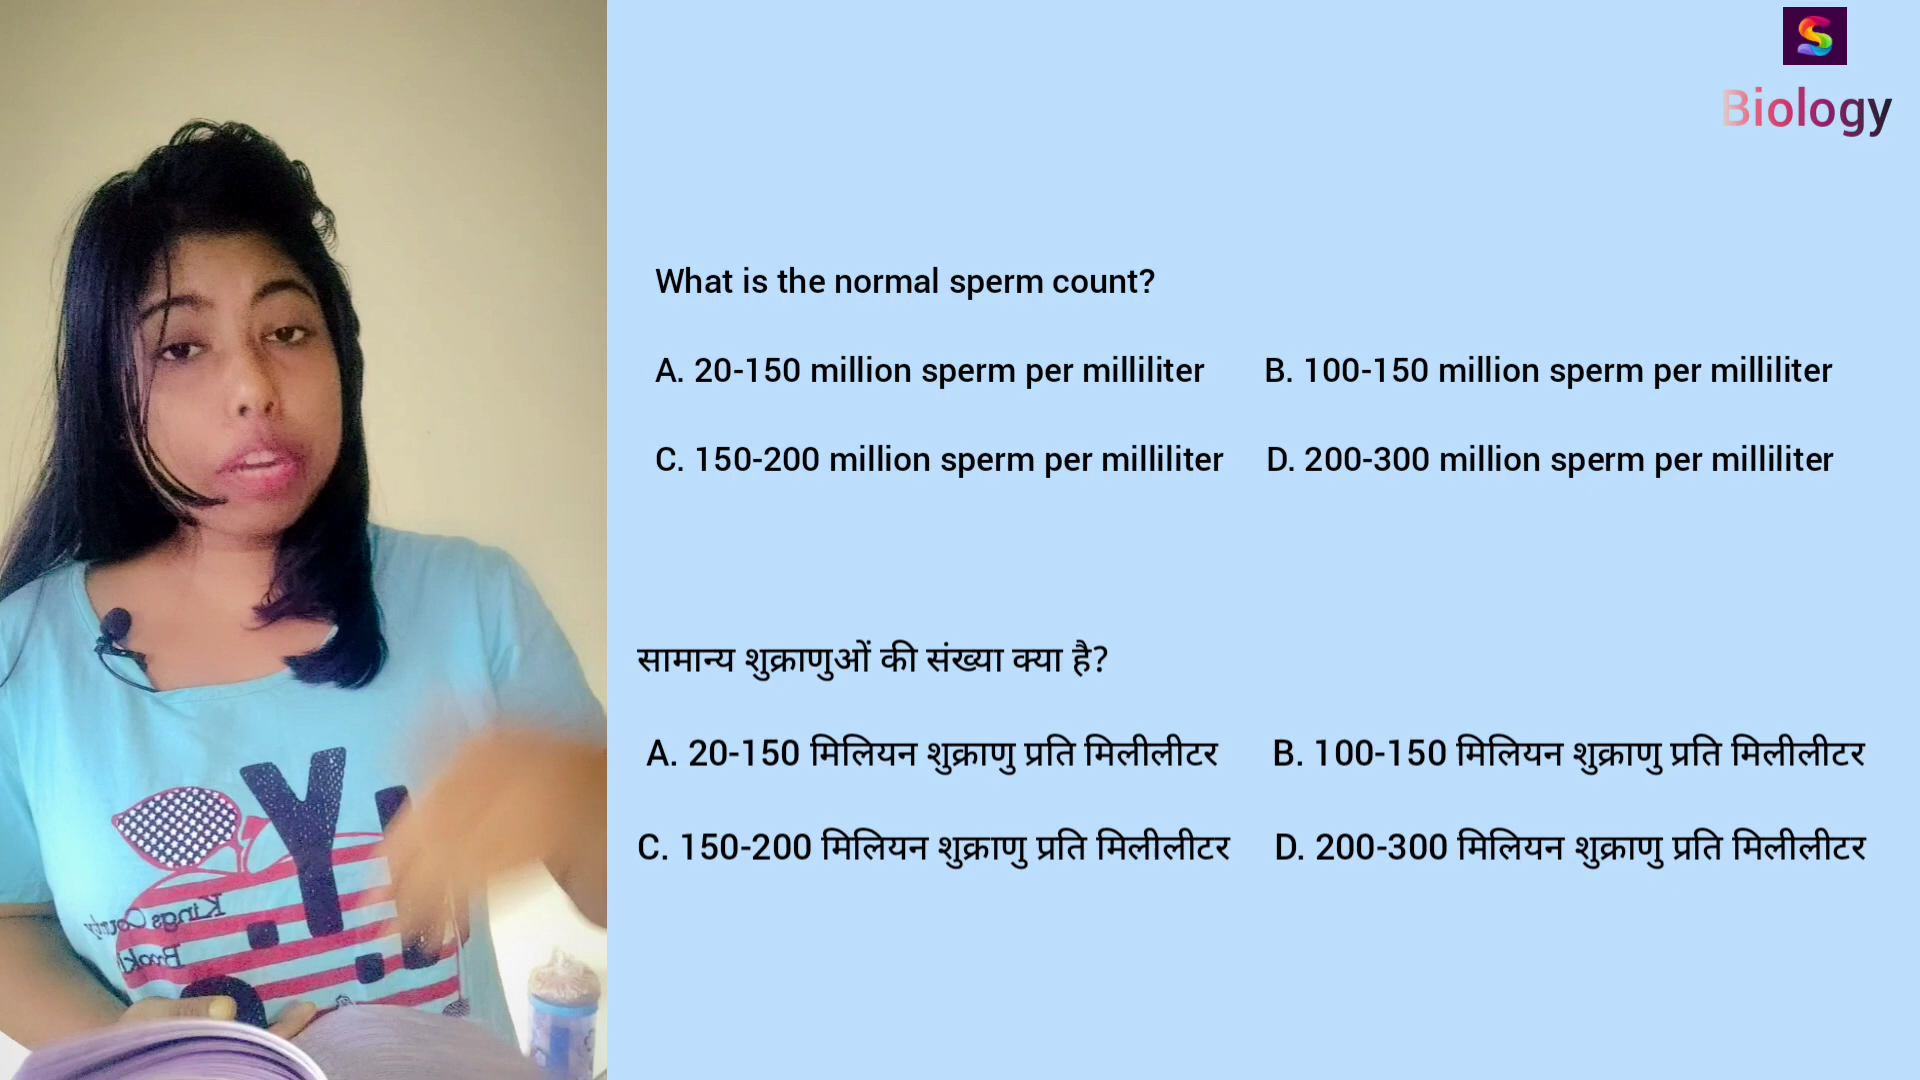 Biology
What is the normal sperm count?
A. 20-150 million sperm per milliliter B. 100-150 million sperm per milliliter
C. 150-200 million sperm per milliliter D. 200-300 million sperm per milliliter
सामान्य शुक्राणुओं की संख्या क्या है?
A. 20-150 मिलियन शुक्राणु प्रति मिलीलीटर B. 100-150 मिलियन शुक्राणु प्रति मिलीलीटर
C. 150-200 मिलियन शुक्राणु प्रति मिलीलीटर D. 200-300 मिलियन शुक्राणु प्रति मिलीलीटर
Kings County